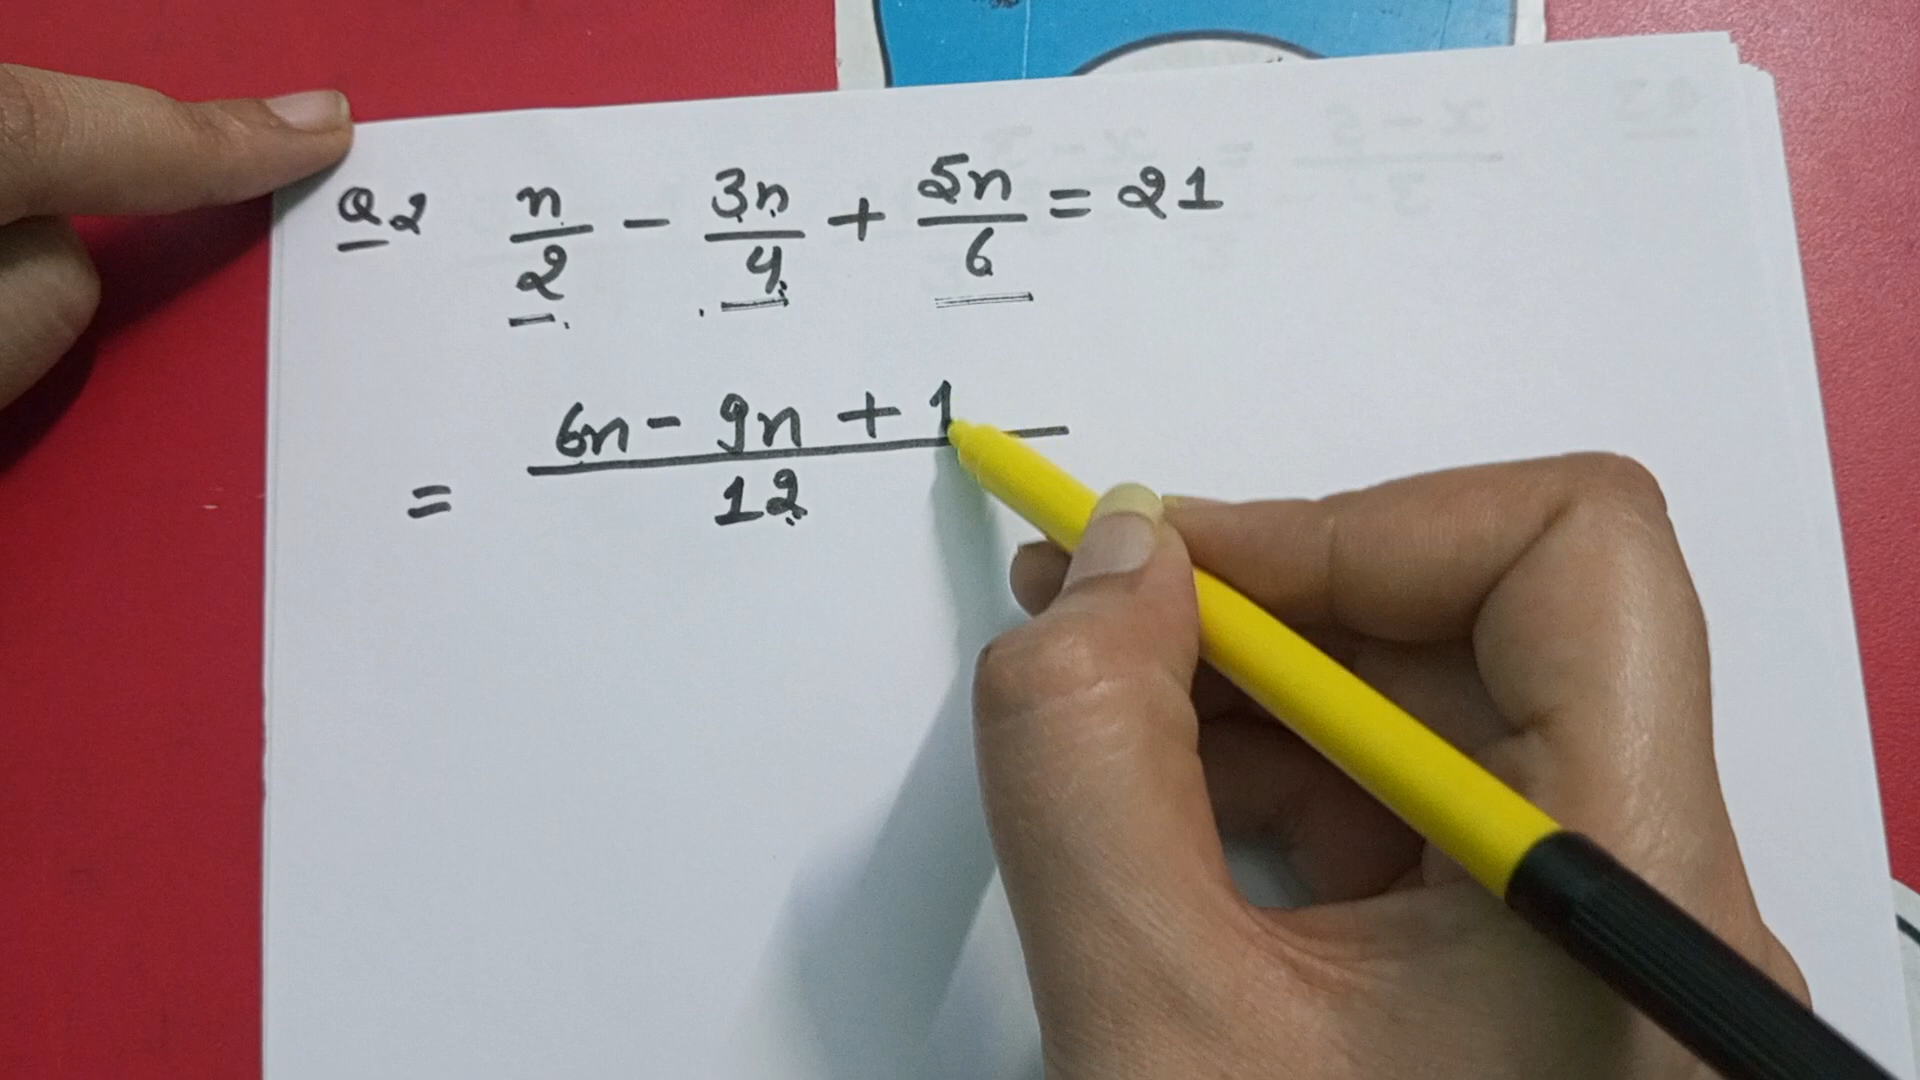 Q2 n/2 - 3n/4 + 5n/6 = 21
= 6n - 9n + 1/12